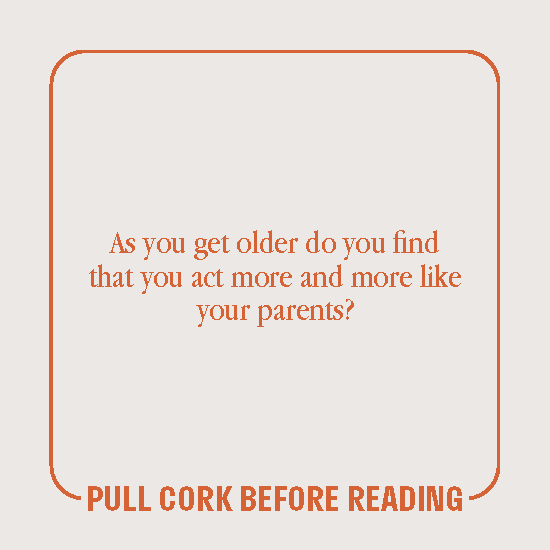 As you get older do you find
that you act more and more like
your parents?
PULL CORK BEFORE READING